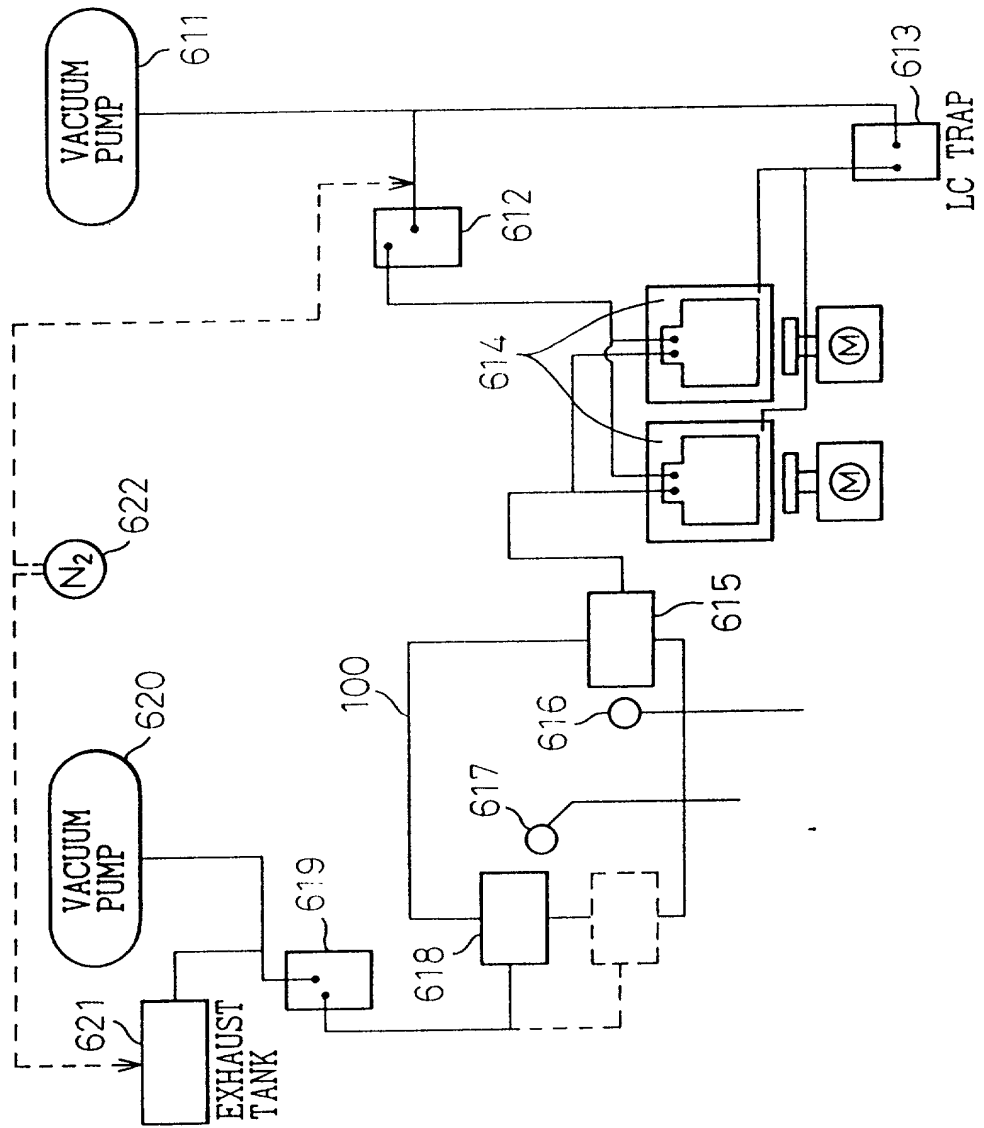 VACUUM
PUMP
611
613
LC TRAP
612
614
M
M
N₂
622
615
100
616
617
VACUUM
PUMP
620
619
618
621
EXHAUST
TANK